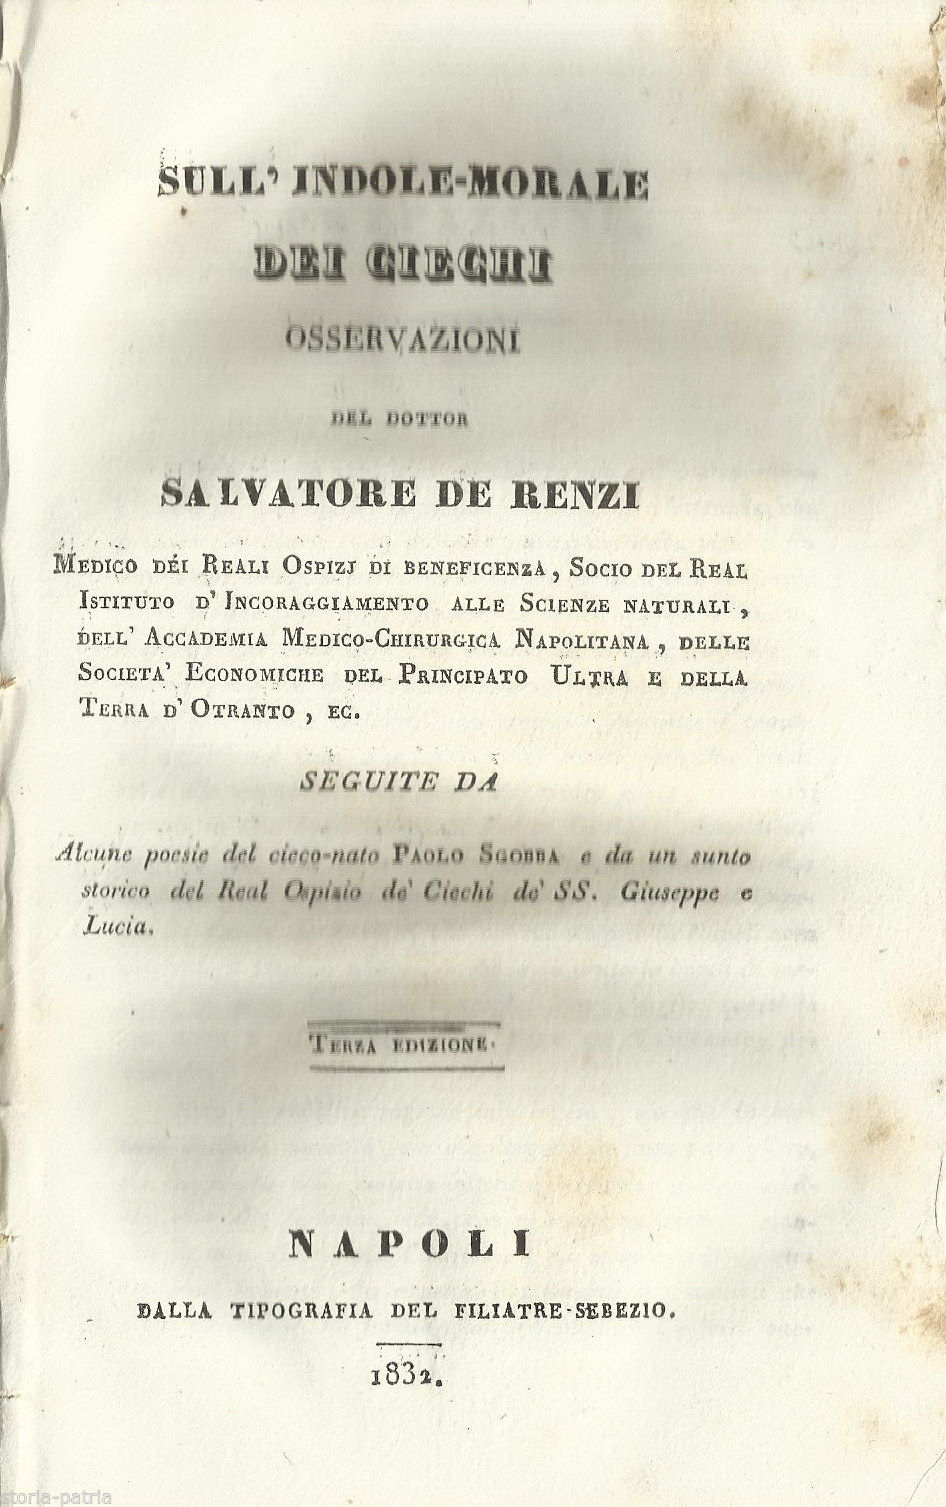 SULL' INDOLE-MORALE
DEI CIECHI
OSSERVAZIONI
DEL DOTTOR
SALVATORE DE RENZI
MEDICO DEI REALI OSPIZJ DI BENEFICENZA, SOCIO DEL REAL
ISTITUTO D' INCORAGGIAMENTO ALLE SCIENZE NATURALI,
DELL' ACCADEMIA MEDICO-CHIRURGICA NAPOLITANA, DELLE
SOCIETA' ECONOMICHE DEL PRINCIPATO ULTRA E DELLA
TERRA D' OTRANTO, EC.
SEGUITE DA
Alcune poesie del cieco-nato PAOLO SGOBBA e da un sunto
storico del Real Ospizio de' Ciechi de' SS. Giuseppe e
Lucia.
TERZA EDIZIONE.
NAPOLI
DALLA TIPOGRAFIA DEL FILIATRE-SEBEZIO.
1832.
storia-patria